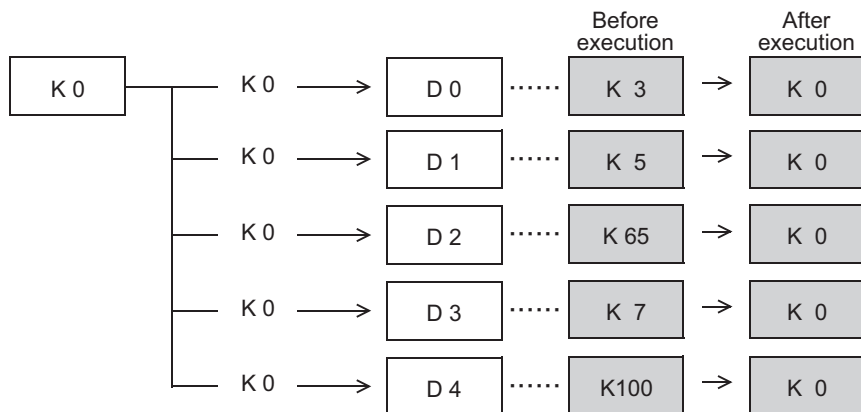 Before execution
After execution
K 0
K 0
D 0
K 3
K 0
K 0
D 1
K 5
K 0
K 0
D 2
K 65
K 0
K 0
D 3
K 7
K 0
K 0
D 4
K100
K 0